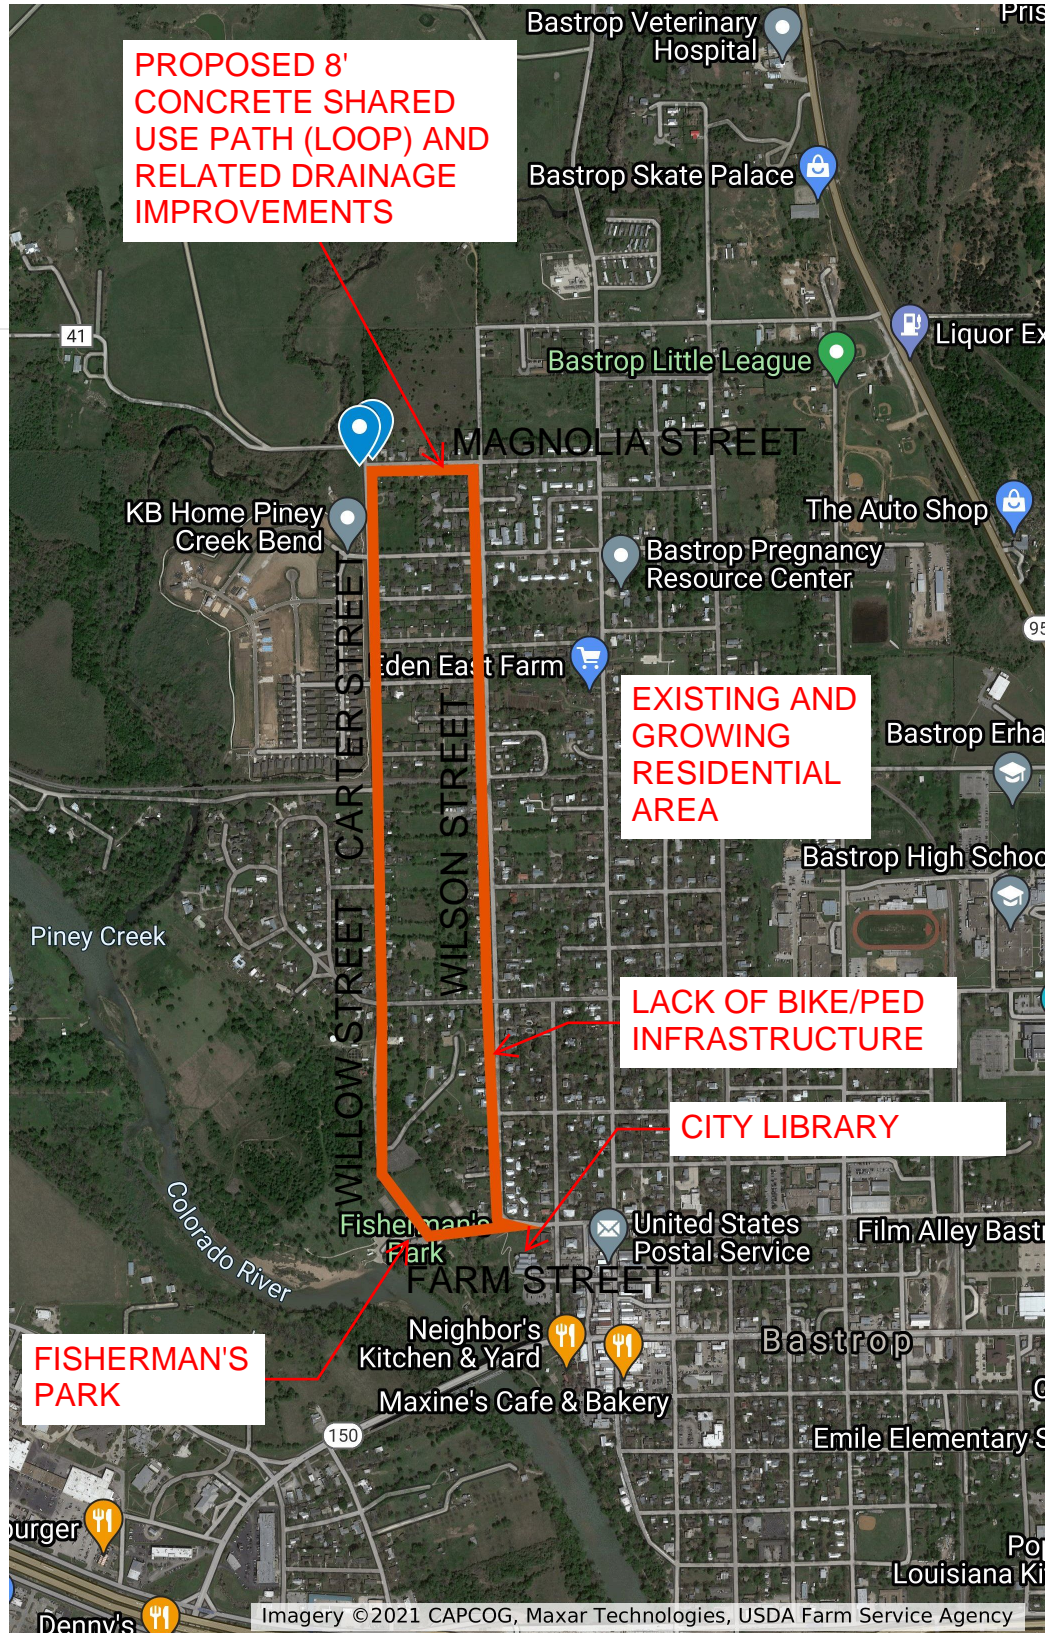 Pris
Bastrop Veterinary
Hospital
PROPOSED 8'
CONCRETE SHARED
USE PATH (LOOP) AND
RELATED DRAINAGE
IMPROVEMENTS
Bastrop Skate Palace
41
Liquor Ex
Bastrop Little League
MAGNOLIA STREET
KB Home Piney
Creek Bend
The Auto Shop
Bastrop Pregnancy
Resource Center
95
Eden East Farm
CARTER STREET
WILSON STREET
EXISTING AND
GROWING
RESIDENTIAL
AREA
Bastrop Erha
Bastrop High Schoo
Piney Creek
WILLOW STREET
LACK OF BIKE/PED
INFRASTRUCTURE
CITY LIBRARY
Colorado River
Fisherman's
Park
United States
Postal Service
Film Alley Bastr
FARM STREET
Neighbor's
Kitchen & Yard
Bastrop
FISHERMAN'S
PARK
Maxine's Cafe & Bakery
C
150
Emile Elementary S
burger
Pop
Louisiana Ki
Denny's
Imagery ©2021 CAPCOG, Maxar Technologies, USDA Farm Service Agency